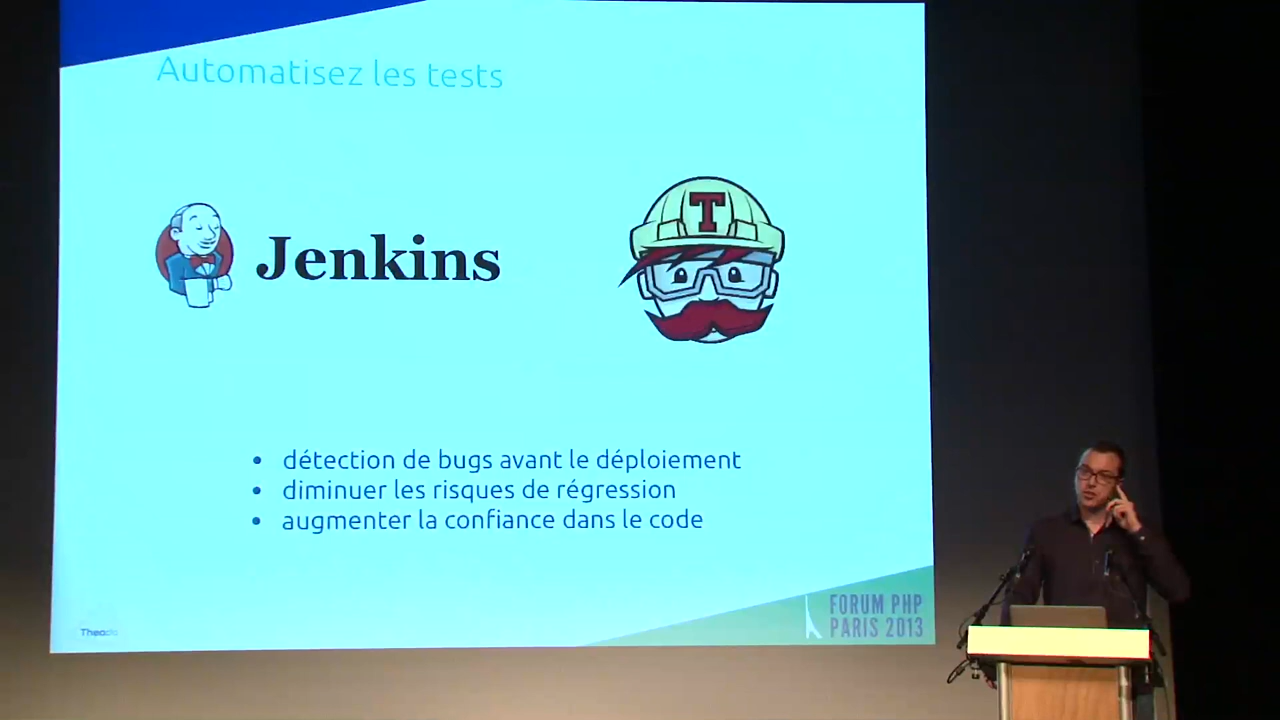 Automatisez les tests
Jenkins
T
• détection de bugs avant le déploiement
• diminuer les risques de régression
• augmenter la confiance dans le code
Theodo
FORUM PHP
PARIS 2013